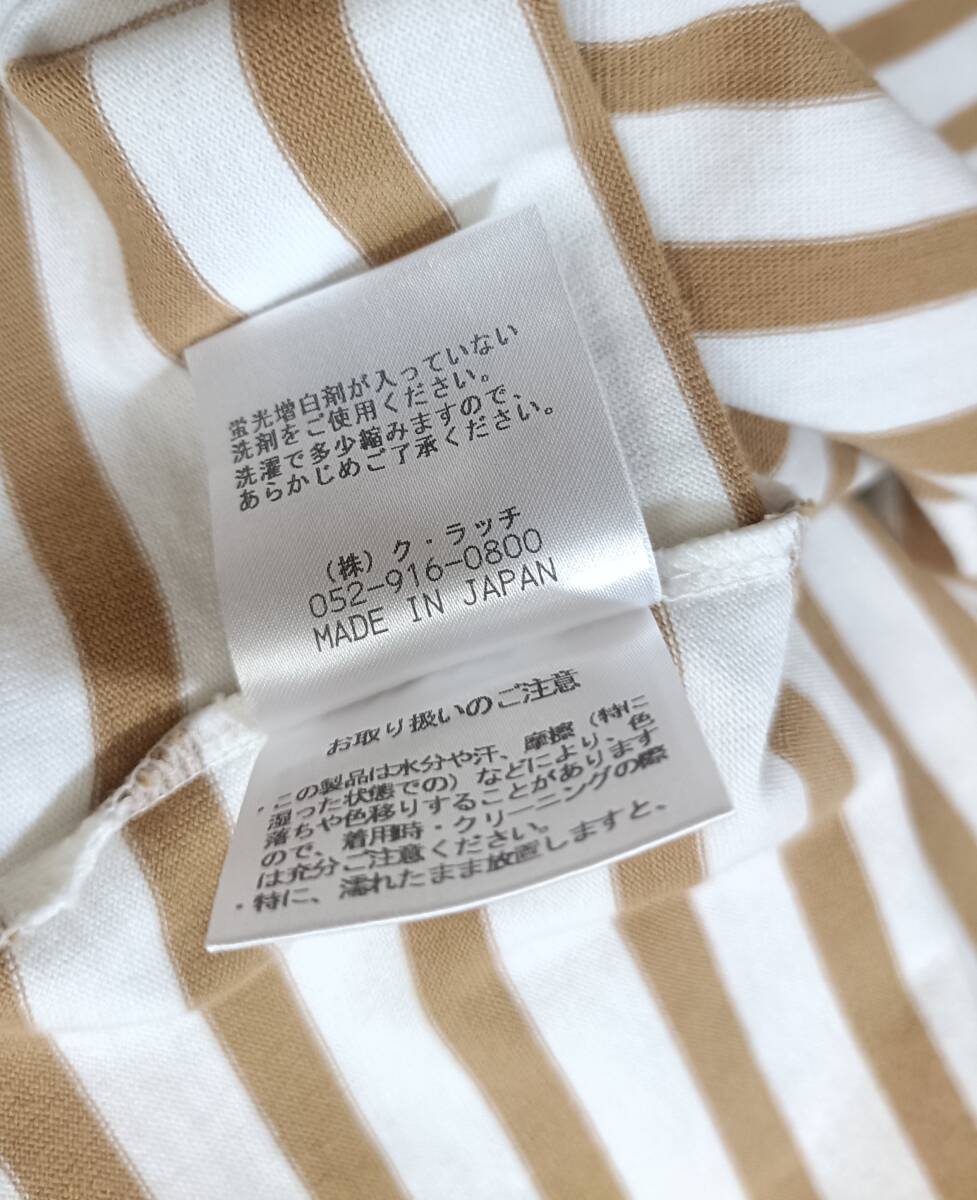 蛍光増白剤が入っていない
洗剤をご使用ください。
洗濯で多少縮みますので、
あらかじめご了承ください。
(株)ク・ラッチ
052-916-0800
MADE IN JAPAN
お取り扱いのご注意
・この製品は水分や汗、摩擦(特に
湿った状態での)などにより、色
落ちや色移りすることがあります
ので、着用時・クリーニングの際
は充分ご注意ください。
・特に、濡れたまま放置しますと、